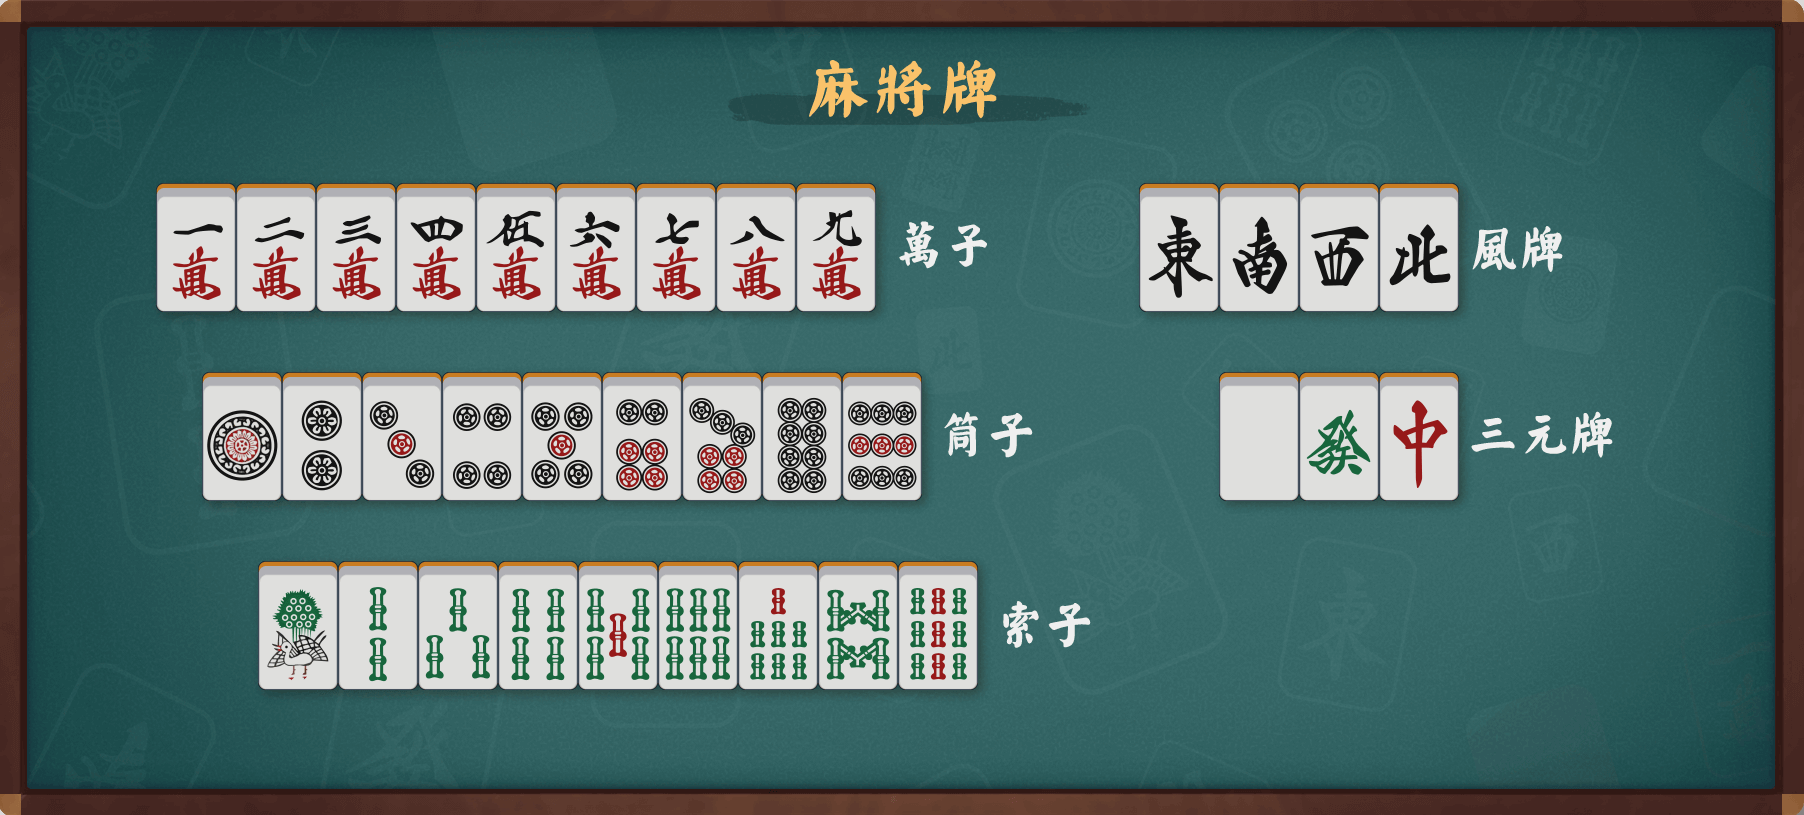 麻將牌
一萬 二萬 三萬 四萬 伍萬 六萬 七萬 八萬 九萬 萬子
東 南 西 北 風牌
筒子
發 中 三元牌
索子